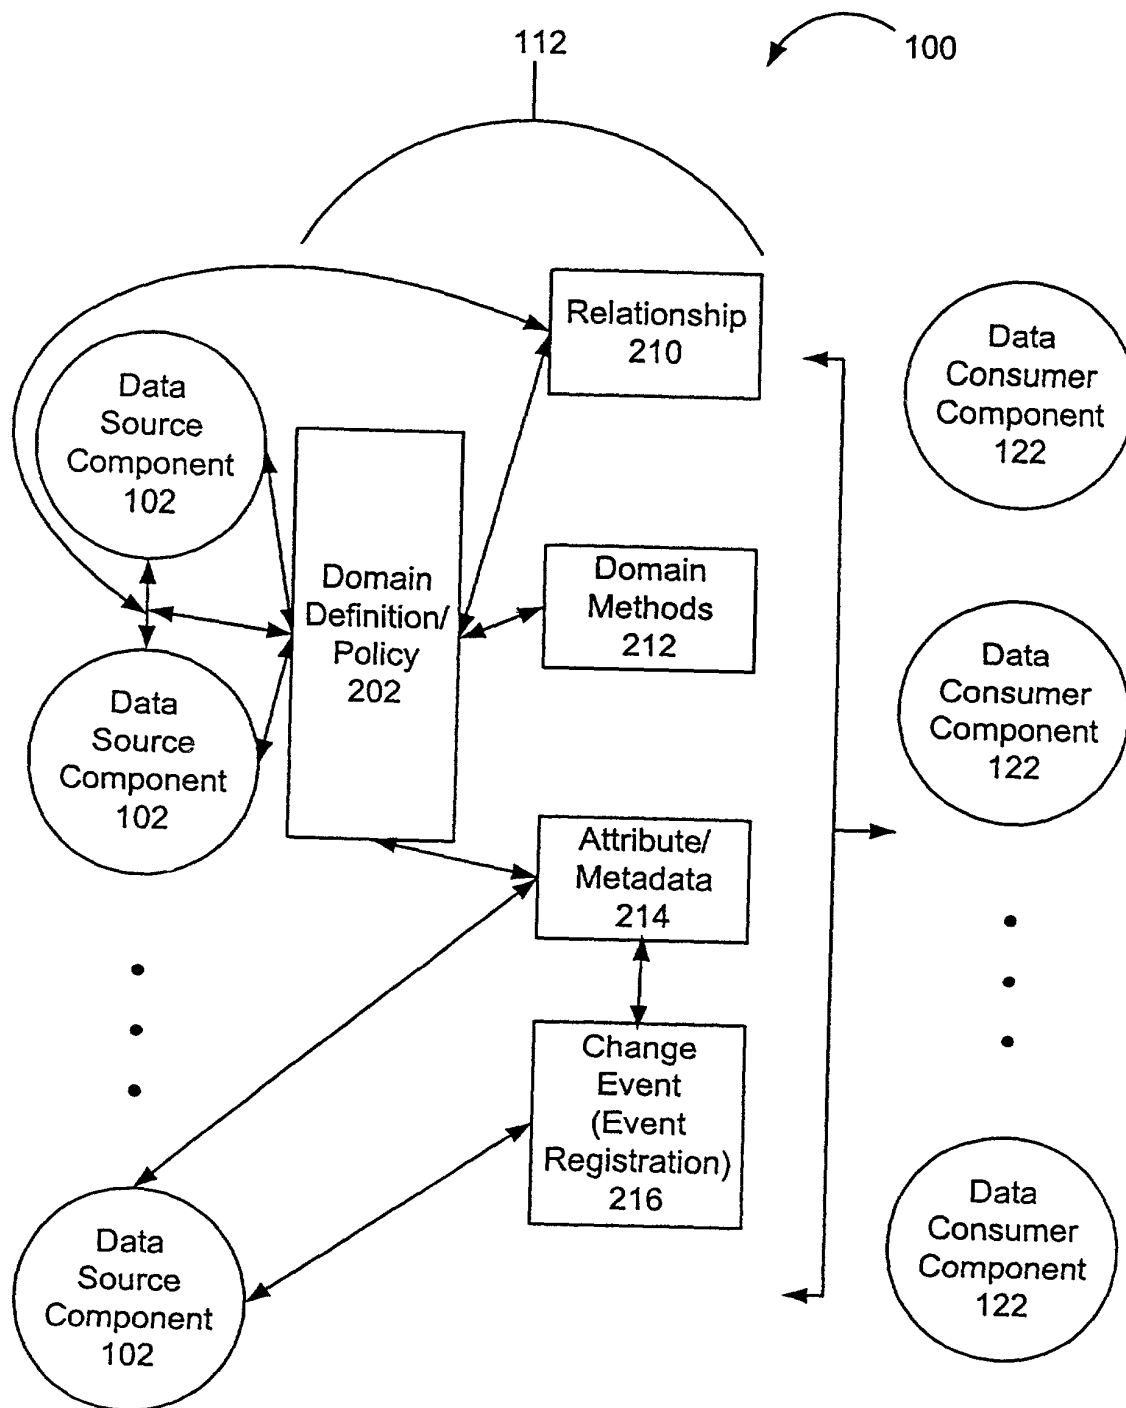 112
100
Relationship
210
Data
Source
Component
102
Data
Consumer
Component
122
Domain
Definition/
Policy
202
Domain
Methods
212
Data
Source
Component
102
Data
Consumer
Component
122
Attribute/
Metadata
214
Change
Event
(Event
Registration)
216
Data
Source
Component
102
Data
Consumer
Component
122